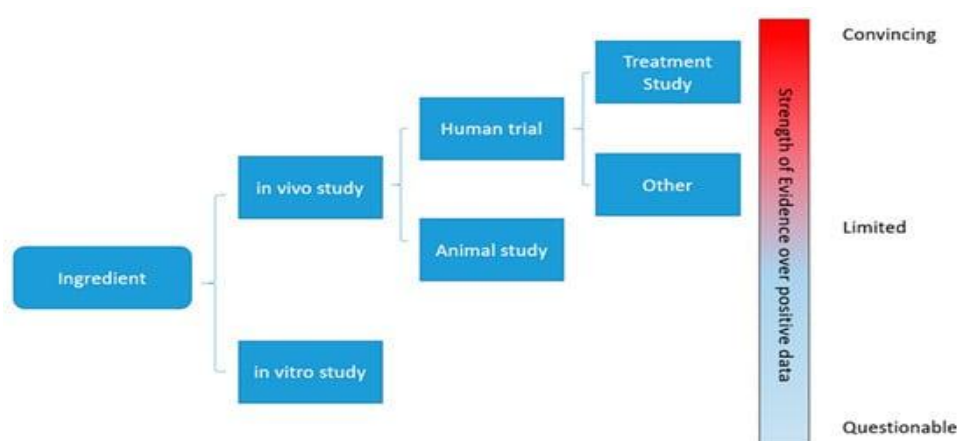 Ingredient
in vivo study
in vitro study
Human trial
Animal study
Treatment
Study
Other
Strength of Evidence over positive data
Convincing
Limited
Questionable